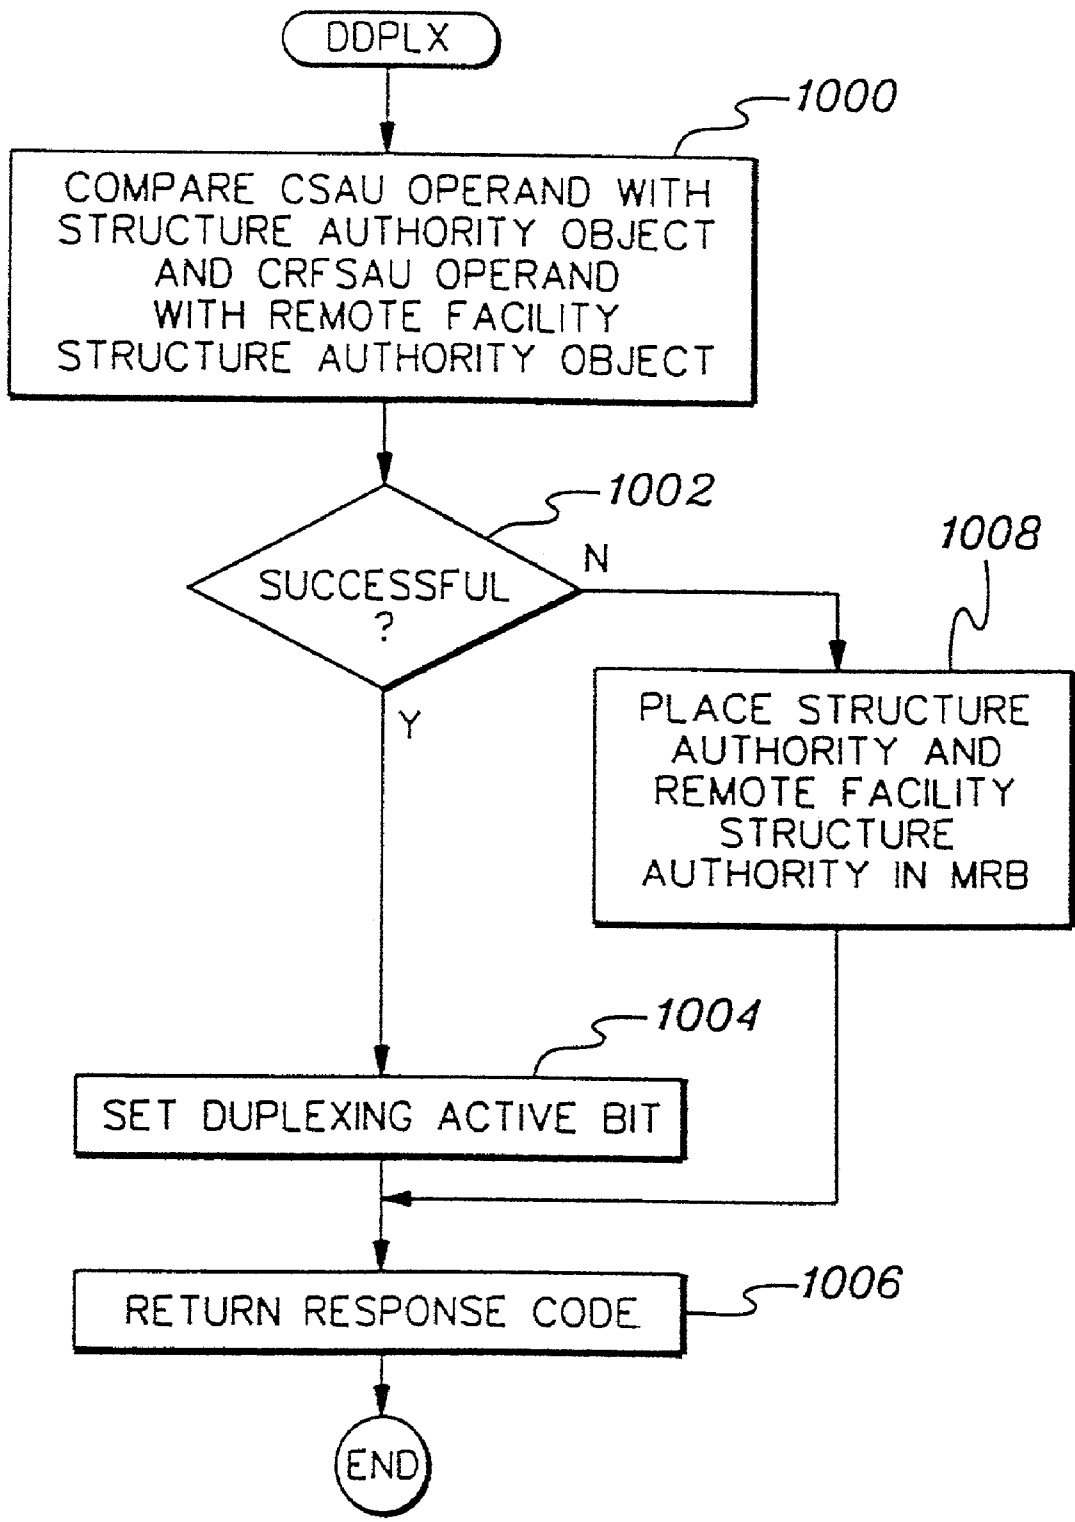 DDPLX
1000
COMPARE CSAU OPERAND WITH
STRUCTURE AUTHORITY OBJECT
AND CRFSAU OPERAND
WITH REMOTE FACILITY
STRUCTURE AUTHORITY OBJECT
1002
SUCCESSFUL
?
N
Y
1008
PLACE STRUCTURE
AUTHORITY AND
REMOTE FACILITY
STRUCTURE
AUTHORITY IN MRB
1004
SET DUPLEXING ACTIVE BIT
RETURN RESPONSE CODE
1006
END